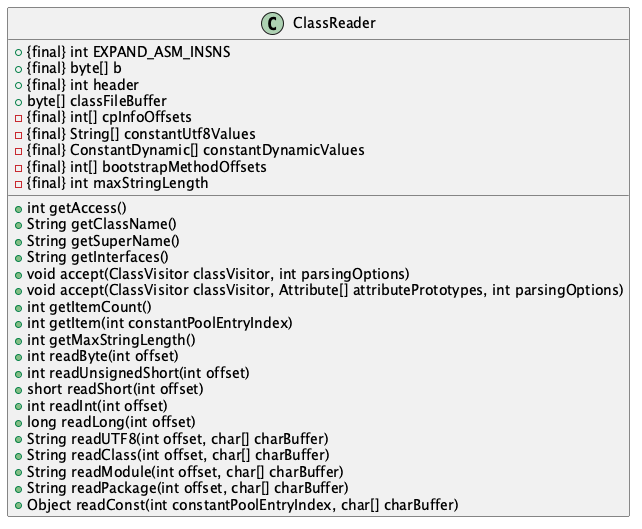 C ClassReader
{final} int EXPAND_ASM_INSNS
{final} byte[] b
{final} int header
byte[] classFileBuffer
{final} int[] cpInfoOffsets
{final} String[] constantUtf8Values
{final} ConstantDynamic[] constantDynamicValues
{final} int[] bootstrapMethodOffsets
{final} int maxStringLength
int getAccess()
String getClassName()
String getSuperName()
String getInterfaces()
void accept(ClassVisitor classVisitor, int parsingOptions)
void accept(ClassVisitor classVisitor, Attribute[] attributePrototypes, int parsingOptions)
int getItemCount()
int getItem(int constantPoolEntryIndex)
int getMaxStringLength()
int readByte(int offset)
int readUnsignedShort(int offset)
short readShort(int offset)
int readInt(int offset)
long readLong(int offset)
String readUTF8(int offset, char[] charBuffer)
String readClass(int offset, char[] charBuffer)
String readModule(int offset, char[] charBuffer)
String readPackage(int offset, char[] charBuffer)
Object readConst(int constantPoolEntryIndex, char[] charBuffer)